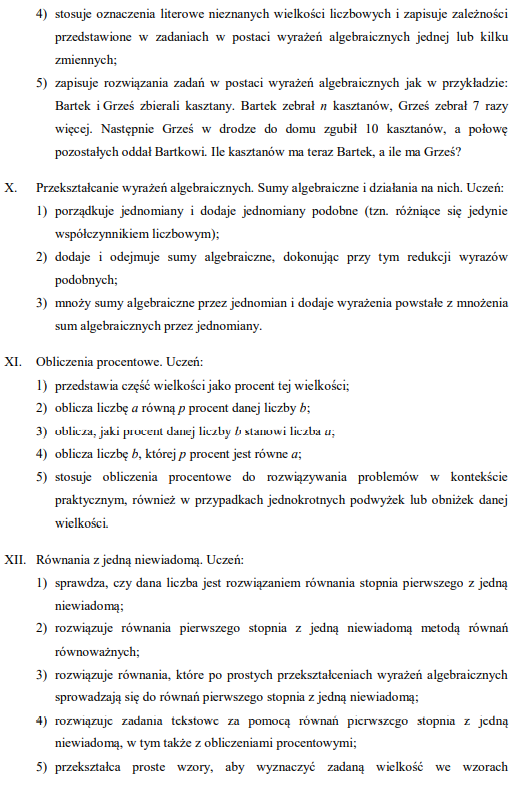 4) stosuje oznaczenia literowe nieznanych wielkości liczbowych i zapisuje zależności
przedstawione w zadaniach w postaci wyrażeń algebraicznych jednej lub kilku
zmiennych;
5) zapisuje rozwiązania zadań w postaci wyrażeń algebraicznych jak w przykładzie:
Bartek i Grześ zbierali kasztany. Bartek zebrał n kasztanów, Grześ zebrał 7 razy
więcej. Następnie Grześ w drodze do domu zgubił 10 kasztanów, a połowę
pozostałych oddał Bartkowi. Ile kasztanów ma teraz Bartek, a ile ma Grześ?
X. Przekształcanie wyrażeń algebraicznych. Sumy algebraiczne i działania na nich. Uczeń:
1) porządkuje jednomiany i dodaje jednomiany podobne (tzn. różniące się jedynie
współczynnikiem liczbowym);
2) dodaje i odejmuje sumy algebraiczne, dokonując przy tym redukcji wyrazów
podobnych;
3) mnoży sumy algebraiczne przez jednomian i dodaje wyrażenia powstałe z mnożenia
sum algebraicznych przez jednomiany.
XI. Obliczenia procentowe. Uczeń:
1) przedstawia część wielkości jako procent tej wielkości;
2) oblicza liczbę a równą p procent danej liczby b;
3) oblicza, jaki procent danej liczby b stanowi liczba a;
4) oblicza liczbę b, której p procent jest równe a;
5) stosuje obliczenia procentowe do rozwiązywania problemów w kontekście
praktycznym, również w przypadkach jednokrotnych podwyżek lub obniżek danej
wielkości.
XII. Równania z jedną niewiadomą. Uczeń:
1) sprawdza, czy dana liczba jest rozwiązaniem równania stopnia pierwszego z jedną
niewiadomą;
2) rozwiązuje równania pierwszego stopnia z jedną niewiadomą metodą równań
równoważnych;
3) rozwiązuje równania, które po prostych przekształceniach wyrażeń algebraicznych
sprowadzają się do równań pierwszego stopnia z jedną niewiadomą;
4) rozwiązuje zadania tekstowe za pomocą równań pierwszego stopnia z jedną
niewiadomą, w tym także z obliczeniami procentowymi;
5) przekształca proste wzory, aby wyznaczyć zadaną wielkość we wzorach